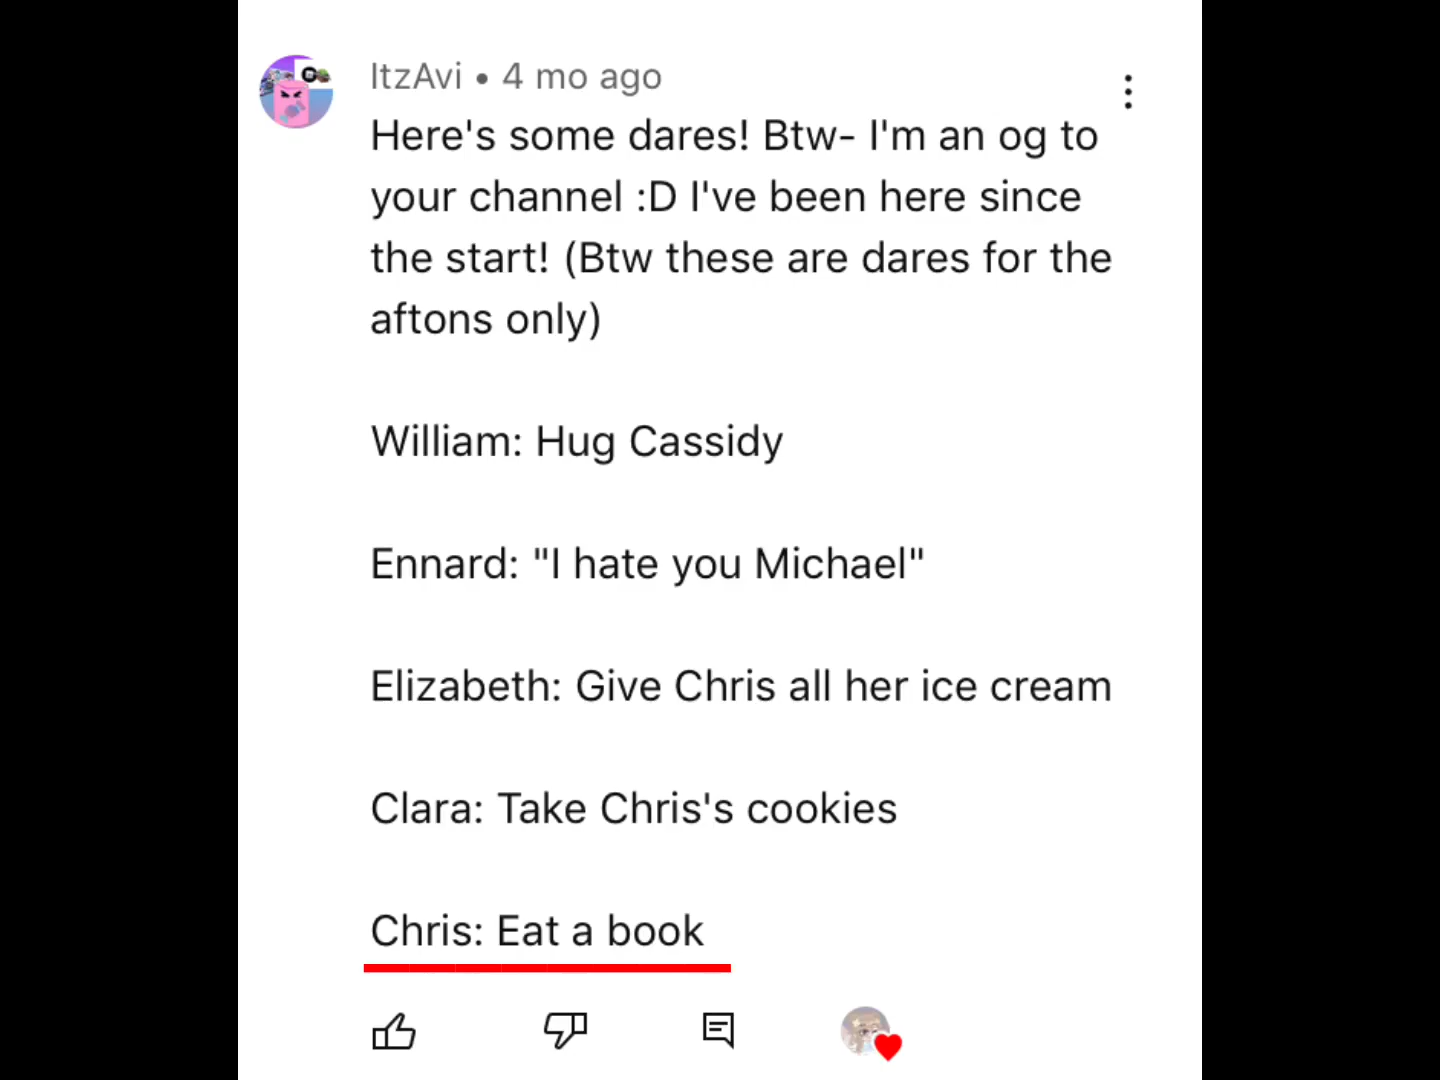 ItzAvi • 4 mo ago
Here's some dares! Btw- I'm an og to
your channel :D I've been here since
the start! (Btw these are dares for the
aftons only)
William: Hug Cassidy
Ennard: "I hate you Michael"
Elizabeth: Give Chris all her ice cream
Clara: Take Chris's cookies
Chris: Eat a book